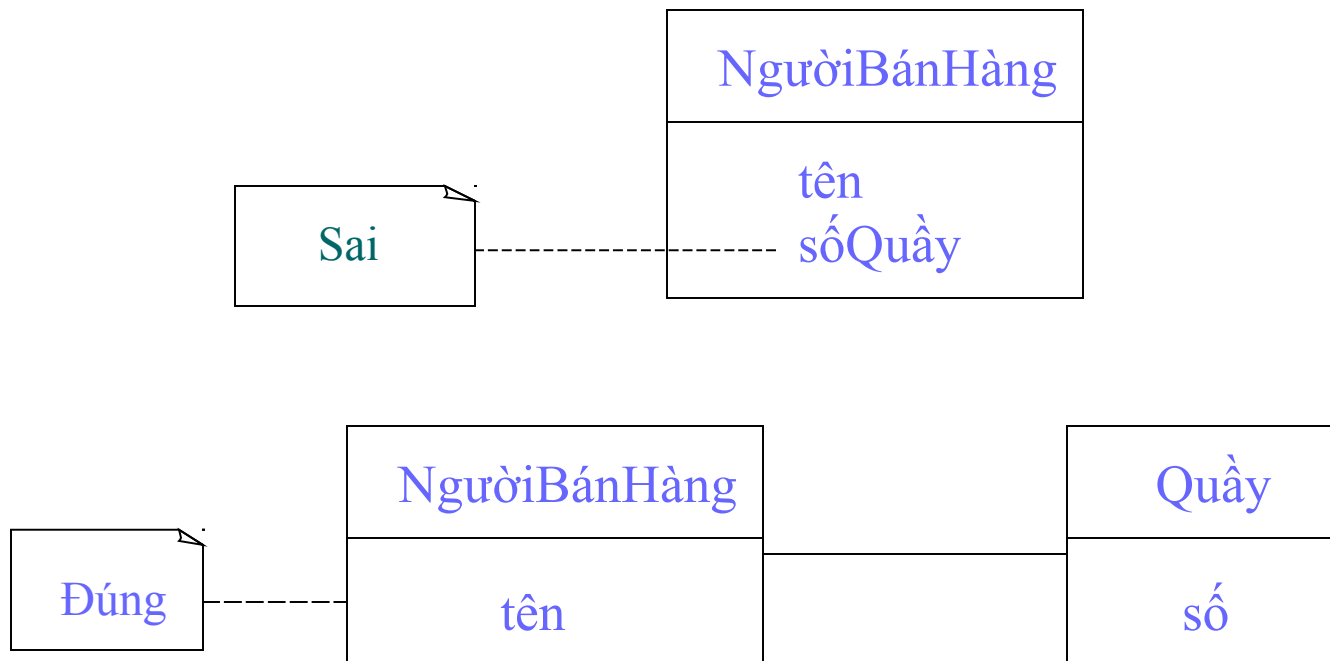 NgườiBánHàng
tên
Sai
sốQuầy
NgườiBánHàng
Quầy
Đúng
tên
số